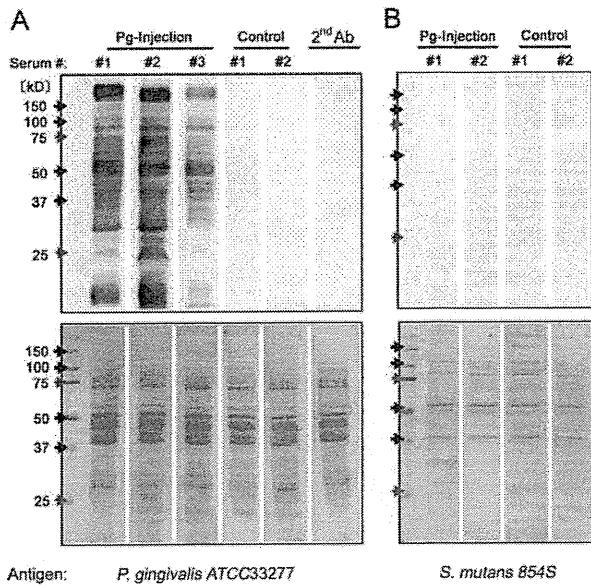 A
Pg-Injection Control 2nd Ab
Serum #: #1 #2 #3 #1 #2
[kD]
150
100
75
50
37
25
150
100
75
50
37
25
Antigen: P. gingivalis ATCC33277
B
Pg-Injection Control
#1 #2 #1 #2
S. mutans 854S